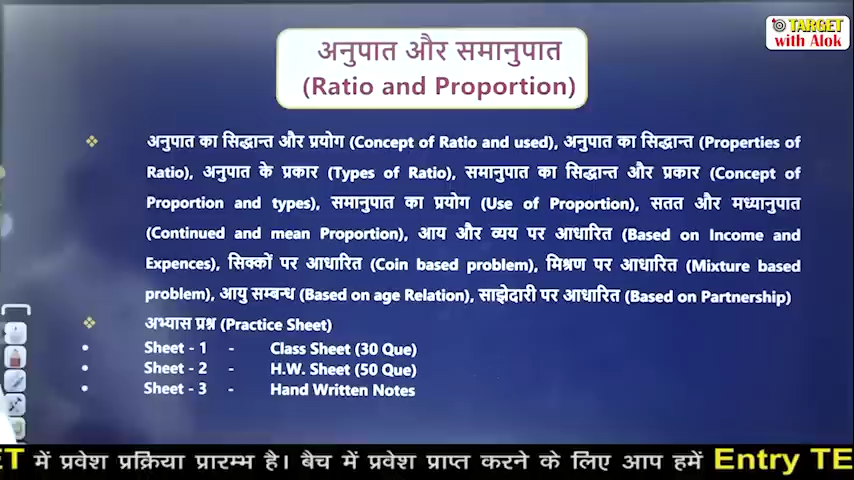 TARGET
with Alok
अनुपात और समानुपात
(Ratio and Proportion)
अनुपात का सिद्धान्त और प्रयोग (Concept of Ratio and used), अनुपात का सिद्धान्त (Properties of
Ratio), अनुपात के प्रकार (Types of Ratio), समानुपात का सिद्धान्त और प्रकार (Concept of
Proportion and types), समानुपात का प्रयोग (Use of Proportion), सतत और मध्यानुपात
(Continued and mean Proportion), आय और व्यय पर आधारित (Based on Income and
Expences), सिक्कों पर आधारित (Coin based problem), मिश्रण पर आधारित (Mixture based
problem), आयु सम्बन्ध (Based on age Relation), साझेदारी पर आधारित (Based on Partnership)
अभ्यास प्रश्न (Practice Sheet)
Sheet - 1 - Class Sheet (30 Que)
Sheet - 2 - H.W. Sheet (50 Que)
Sheet - 3 - Hand Written Notes
ET में प्रवेश प्रक्रिया प्रारम्भ है। बैच में प्रवेश प्राप्त करने के लिए आप हमें Entry TE